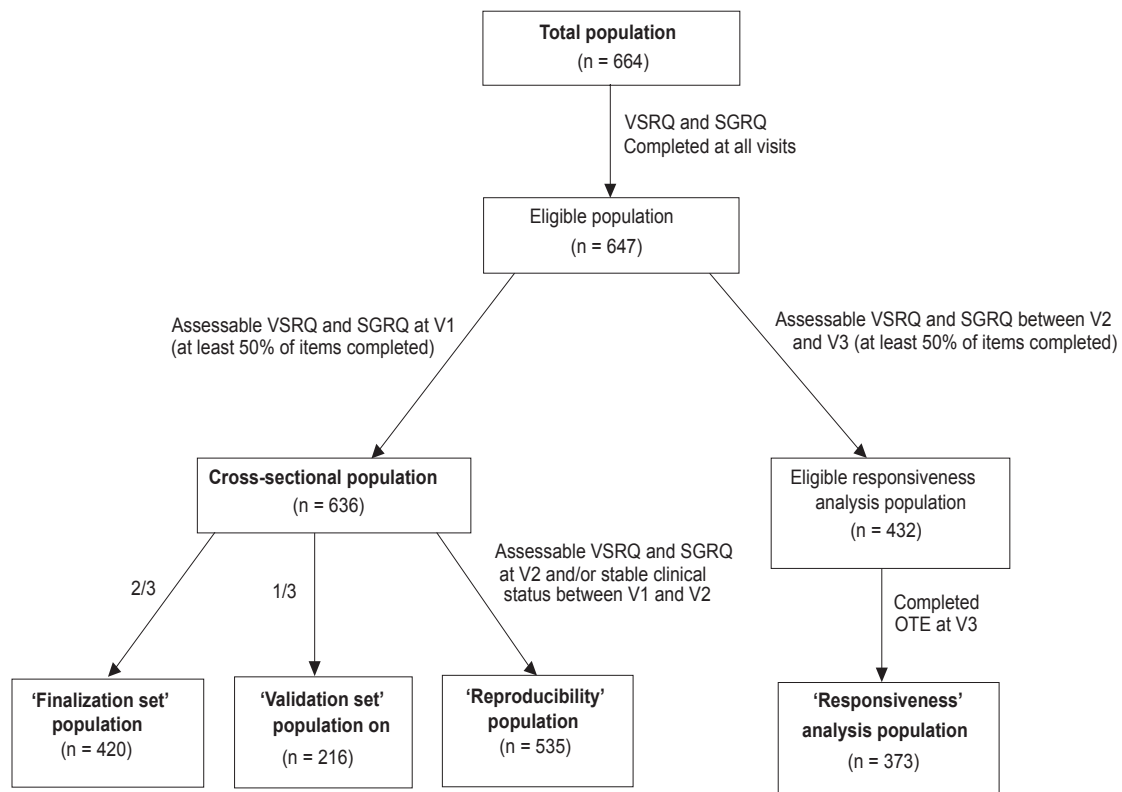 Total population
(n = 664)
VSRQ and SGRQ
Completed at all visits
Eligible population
(n = 647)
Assessable VSRQ and SGRQ at V1
(at least 50% of items completed)
Assessable VSRQ and SGRQ between V2
and V3 (at least 50% of items completed)
Cross-sectional population
(n = 636)
Eligible responsiveness
analysis population
(n = 432)
2/3
1/3
Assessable VSRQ and SGRQ
at V2 and/or stable clinical
status between V1 and V2
Completed
OTE at V3
‘Finalization set’
population
(n = 420)
‘Validation set’
population on
(n = 216)
‘Reproducibility’
population
(n = 535)
‘Responsiveness’
analysis population
(n = 373)